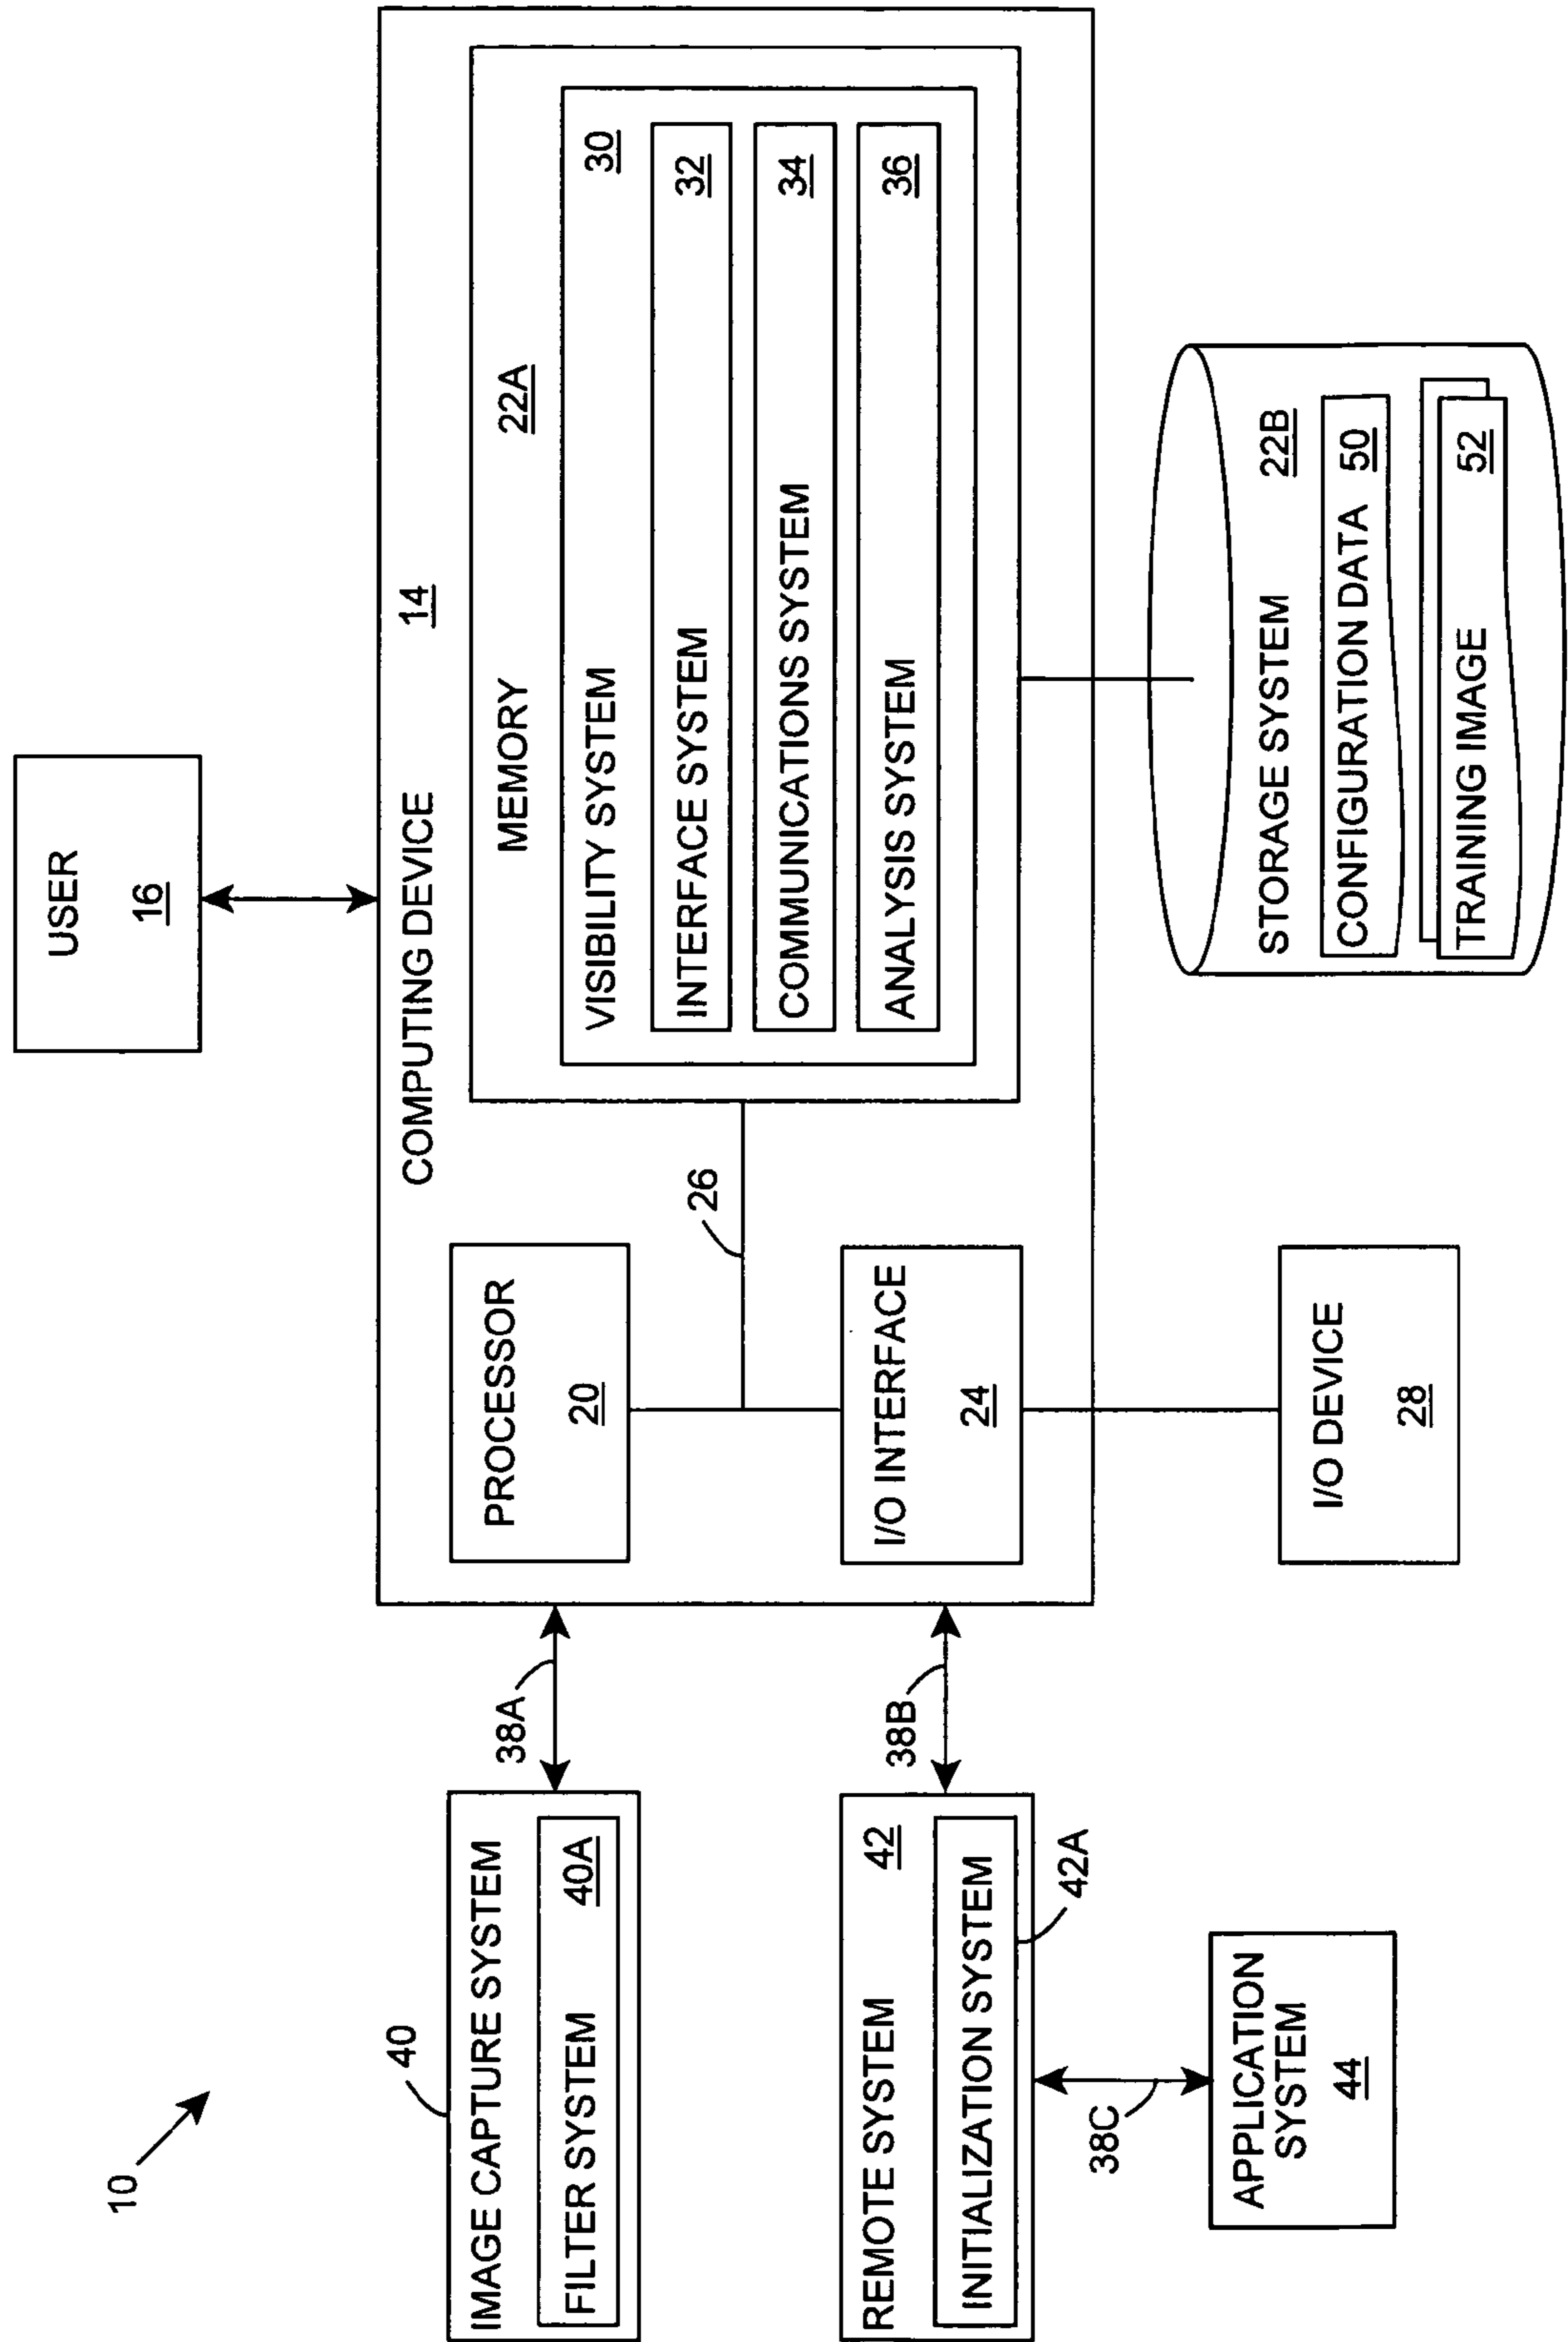 10
USER
16
COMPUTING DEVICE 14
MEMORY 22A
VISIBILITY SYSTEM 30
INTERFACE SYSTEM 32
COMMUNICATIONS SYSTEM 34
ANALYSIS SYSTEM 36
PROCESSOR
20
26
I/O INTERFACE
24
I/O DEVICE
28
STORAGE SYSTEM 22B
CONFIGURATION DATA 50
TRAINING IMAGE 52
40
IMAGE CAPTURE SYSTEM
FILTER SYSTEM 40A
38A
REMOTE SYSTEM 42
INITIALIZATION SYSTEM
42A
38B
38C
APPLICATION
SYSTEM
44